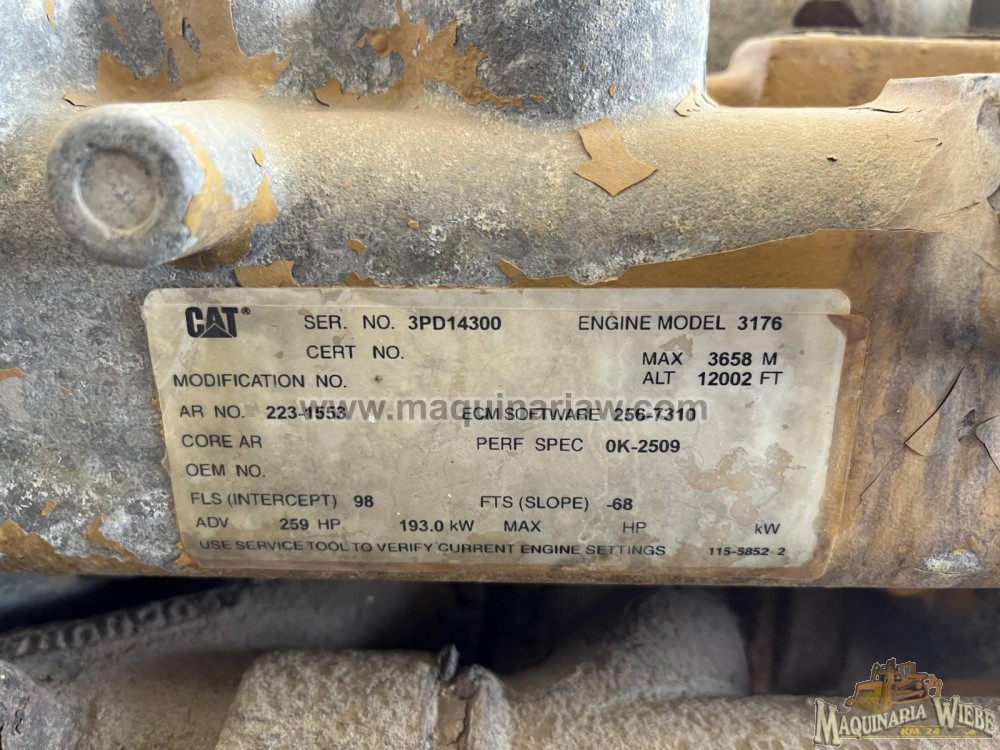 CAT® SER. NO. 3PD14300 ENGINE MODEL 3176
CERT NO. MAX 3658 M
MODIFICATION NO. ALT 12002 FT
www.maquinariaw.com
AR NO. 223-1553 ECM SOFTWARE 256-7310
CORE AR PERF SPEC 0K-2509
OEM NO.
FLS (INTERCEPT) 98 FTS (SLOPE) -68
ADV 259 HP 193.0 kW MAX HP kW
USE SERVICE TOOL TO VERIFY CURRENT ENGINE SETTINGS 115-5852 2
MAQUINARIA WIEBE
KM. 24